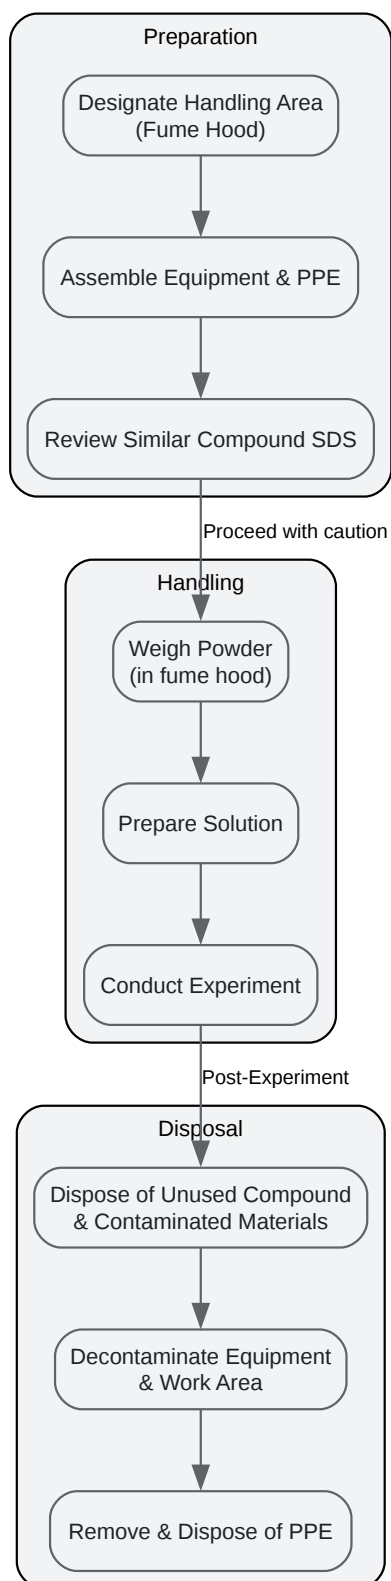 Preparation
Designate Handling Area
(Fume Hood)
Assemble Equipment & PPE
Review Similar Compound SDS
Proceed with caution
Handling
Weigh Powder
(in fume hood)
Prepare Solution
Conduct Experiment
Post-Experiment
Disposal
Dispose of Unused Compound
& Contaminated Materials
Decontaminate Equipment
& Work Area
Remove & Dispose of PPE